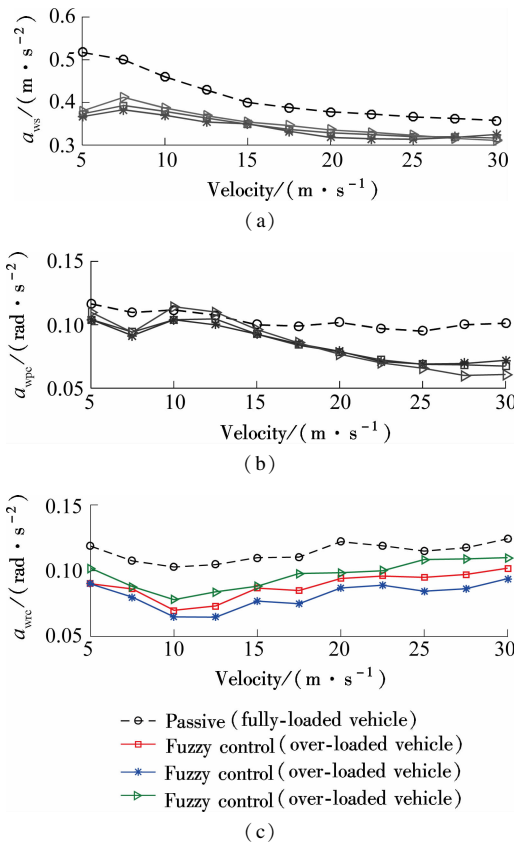 0.6
0.5
0.4
0.3
a_ws/(m·s⁻²)
5 10 15 20 25 30
Velocity/(m·s⁻¹)
(a)
0.15
0.10
0.05
a_wpc/(rad·s⁻²)
5 10 15 20 25 30
Velocity/(m·s⁻¹)
(b)
0.15
0.10
0.05
a_wrc/(rad·s⁻²)
5 10 15 20 25 30
Velocity/(m·s⁻¹)
Passive(fully-loaded vehicle)
Fuzzy control(over-loaded vehicle)
Fuzzy control(over-loaded vehicle)
Fuzzy control(over-loaded vehicle)
(c)